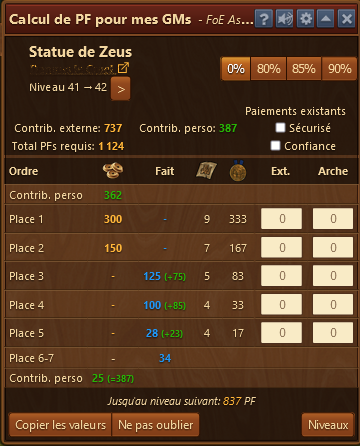 Calcul de PF pour mes GMs - FoE As...
Statue de Zeus
Niveau 41 → 42 >
0% 80% 85% 90%
Paiements existants
Contrib. externe: 737 Contrib. perso: 387 Sécurisé
Total PFs requis: 1 124 Confiance
Ordre Fait Ext. Arche
Contrib. perso 362
Place 1 300 - 9 333 0 0
Place 2 150 - 7 167 0 0
Place 3 - 125 (+75) 5 83 0 0
Place 4 - 100 (+85) 4 33 0 0
Place 5 - 28 (+23) 4 17 0 0
Place 6-7 - 34
Contrib. perso 25 (=387)
Jusqu'au niveau suivant: 837 PF
Copier les valeurs Ne pas oublier Niveaux